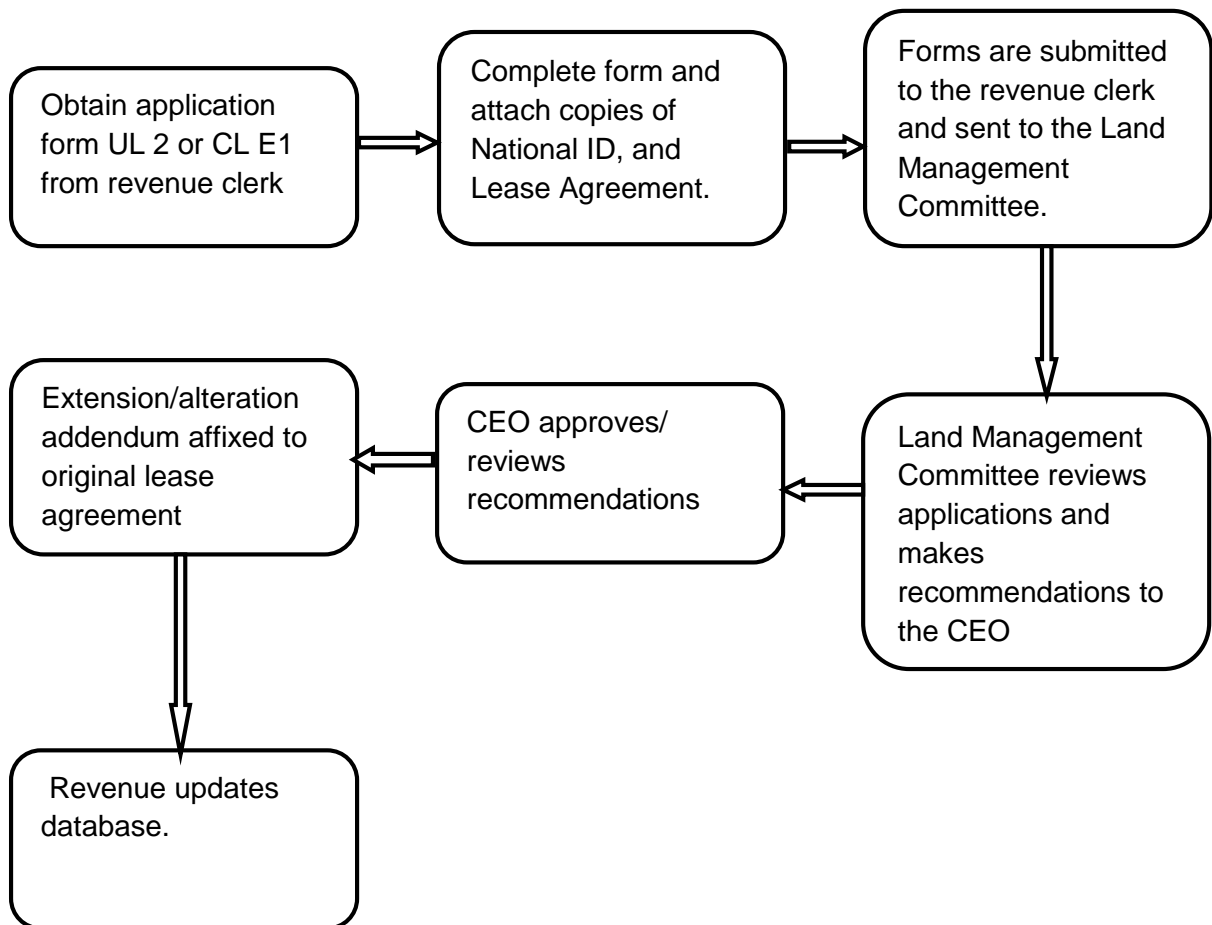 Obtain application
form UL 2 or CL E1
from revenue clerk
Complete form and
attach copies of
National ID, and
Lease Agreement.
Forms are submitted
to the revenue clerk
and sent to the Land
Management
Committee.
Land Management
Committee reviews
applications and
makes
recommendations to
the CEO
CEO approves/
reviews
recommendations
Extension/alteration
addendum affixed to
original lease
agreement
Revenue updates
database.